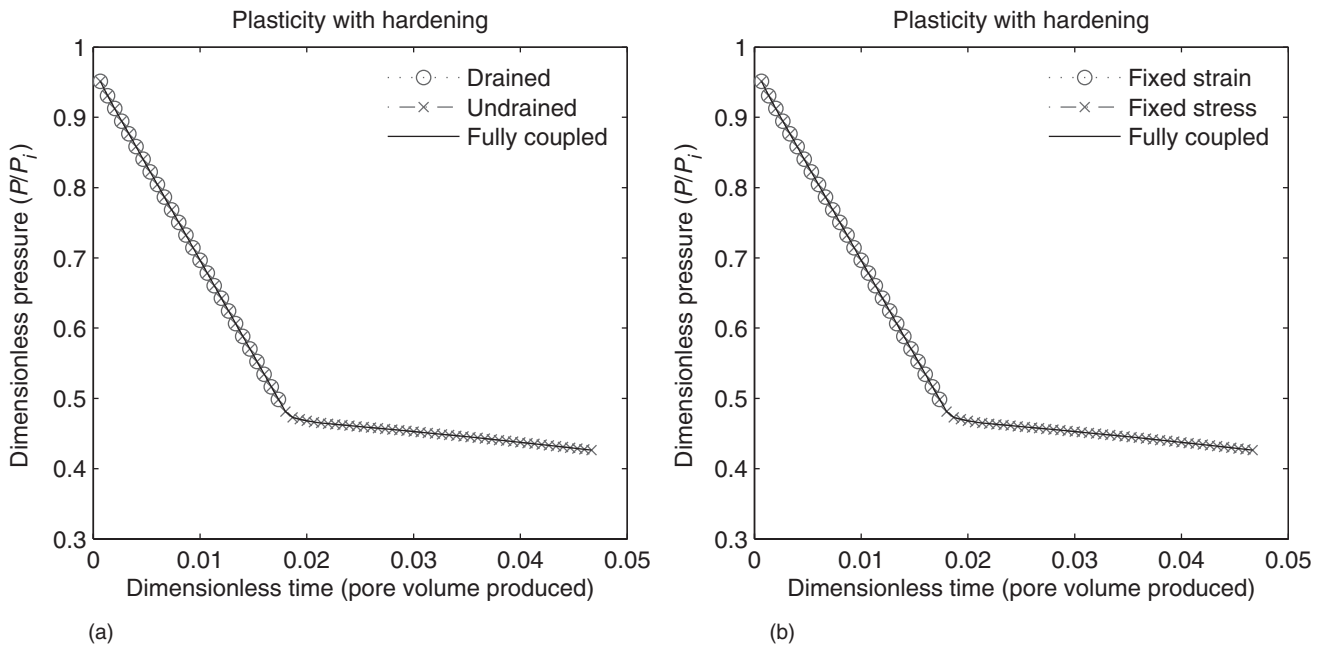 Plasticity with hardening
1
0.9
0.8
0.7
0.6
0.5
0.4
0.3
Dimensionless pressure (P/Pi)
Drained
Undrained
Fully coupled
0 0.01 0.02 0.03 0.04 0.05
Dimensionless time (pore volume produced)
(a)
Plasticity with hardening
1
0.9
0.8
0.7
0.6
0.5
0.4
0.3
Dimensionless pressure (P/Pi)
Fixed strain
Fixed stress
Fully coupled
0 0.01 0.02 0.03 0.04 0.05
Dimensionless time (pore volume produced)
(b)